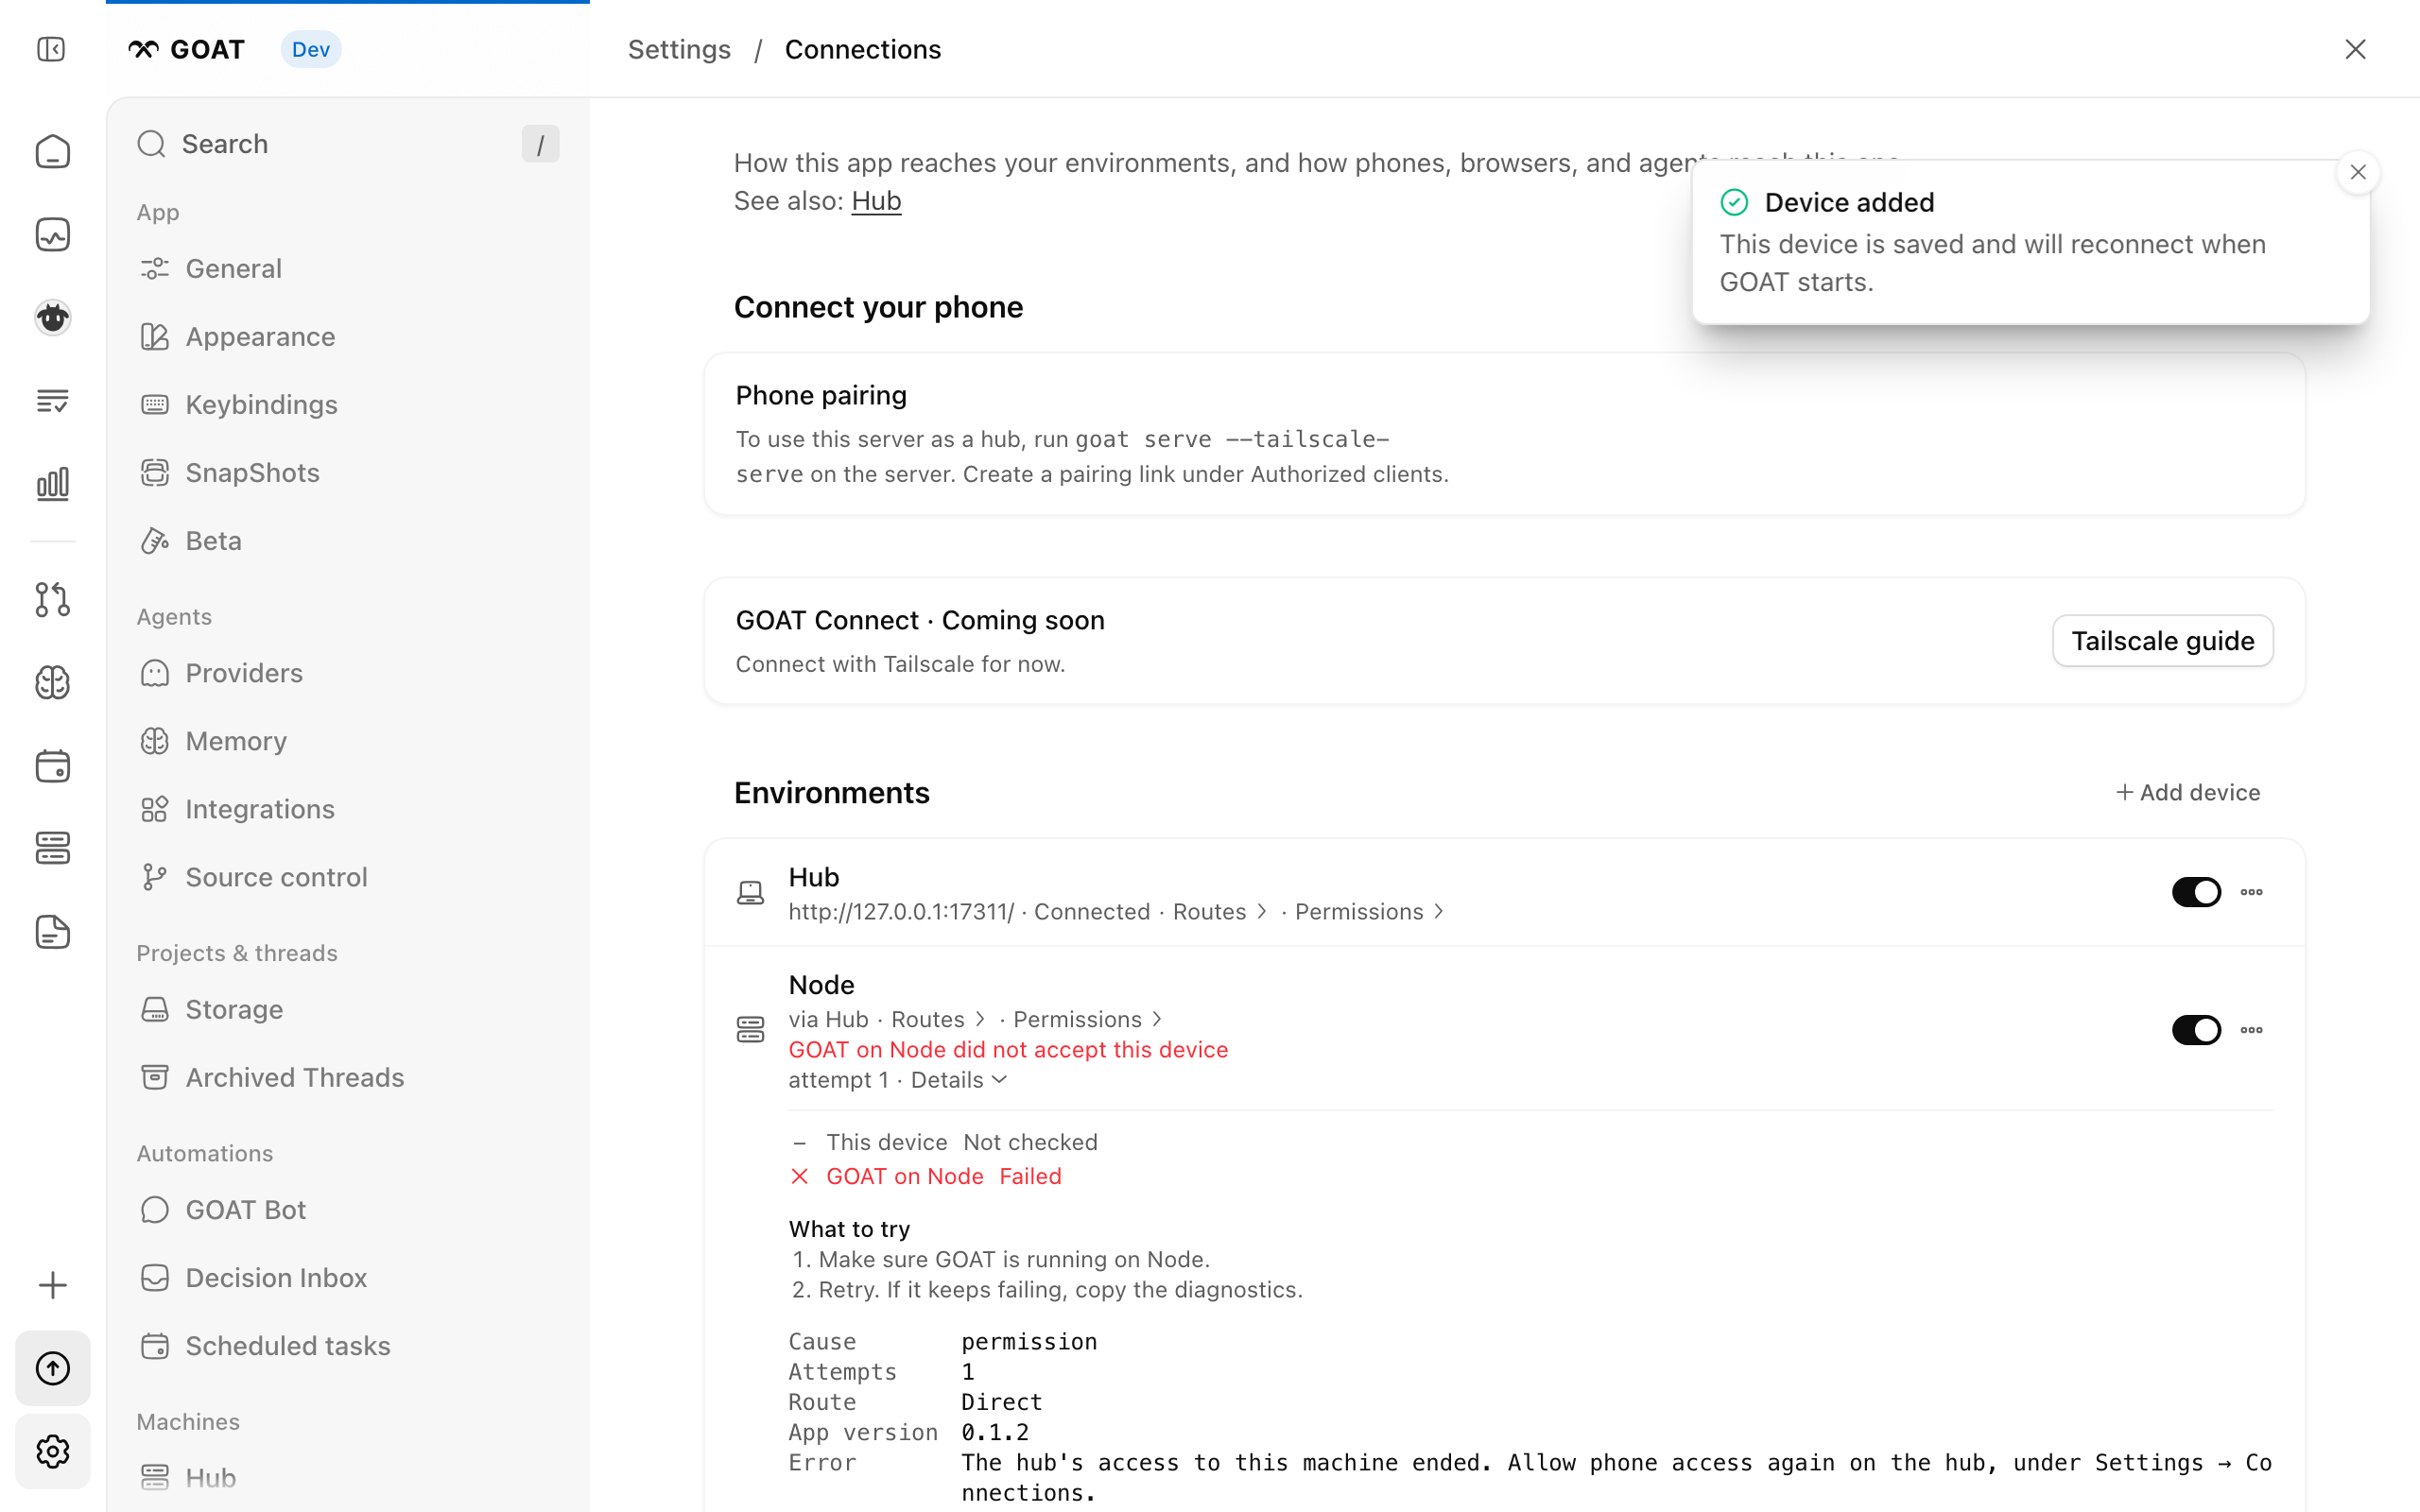 GOAT Dev
Settings / Connections
Search /
App
General
Appearance
Keybindings
SnapShots
Beta
Agents
Providers
Memory
Integrations
Source control
Projects & threads
Storage
Archived Threads
Automations
GOAT Bot
Decision Inbox
Scheduled tasks
Machines
Hub
How this app reaches your environments, and how phones, browsers, and agents
See also: Hub
Device added
This device is saved and will reconnect when
GOAT starts.
Connect your phone
Phone pairing
To use this server as a hub, run goat serve --tailscale-
serve on the server. Create a pairing link under Authorized clients.
GOAT Connect · Coming soon
Connect with Tailscale for now.
Tailscale guide
Environments
+ Add device
Hub
http://127.0.0.1:17311/ · Connected · Routes > · Permissions >
Node
via Hub · Routes > · Permissions >
GOAT on Node did not accept this device
attempt 1 · Details
– This device Not checked
× GOAT on Node Failed
What to try
1. Make sure GOAT is running on Node.
2. Retry. If it keeps failing, copy the diagnostics.
Cause permission
Attempts 1
Route Direct
App version 0.1.2
Error The hub's access to this machine ended. Allow phone access again on the hub, under Settings → Co
nnections.